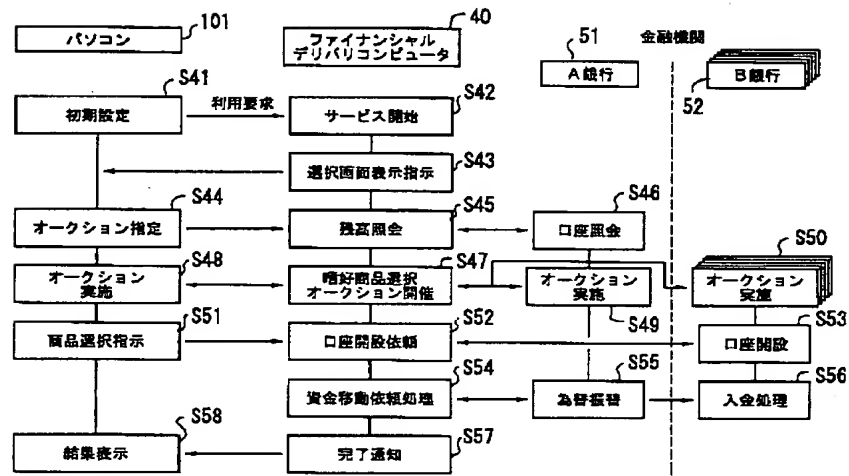 パソコン
101
ファイナンシャル
デリバリコンピュータ
40
金融機関
A銀行
51
B銀行
52
初期設定
S41
利用要求
サービス開始
S42
選択画面表示指示
S43
オークション指定
S44
残高照会
S45
口座照会
S46
オークション
実施
S48
嗜好商品選択
オークション開催
S47
オークション
実施
S49
オークション
実施
S50
商品選択指示
S51
口座開設依頼
S52
口座開設
S53
資金移動依頼処理
S54
為替振替
S55
入金処理
S56
結果表示
S58
完了通知
S57